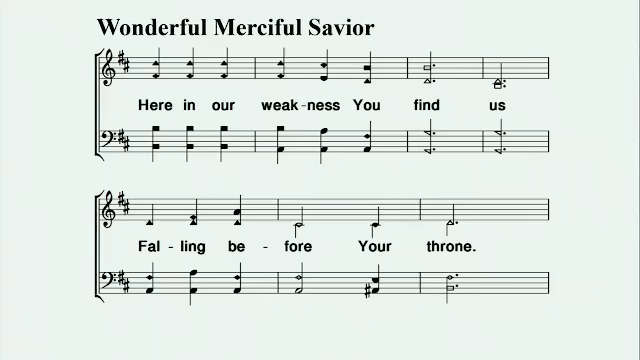 Wonderful Merciful Savior
Here in our weak-ness You find us
Fal-ling be-fore Your throne.